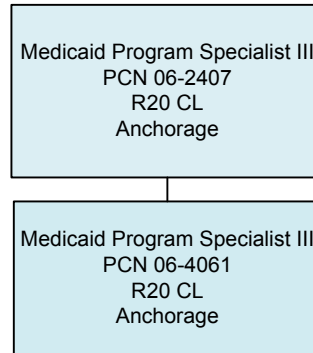 Medicaid Program Specialist III
PCN 06-2407
R20 CL
Anchorage
Medicaid Program Specialist III
PCN 06-4061
R20 CL
Anchorage